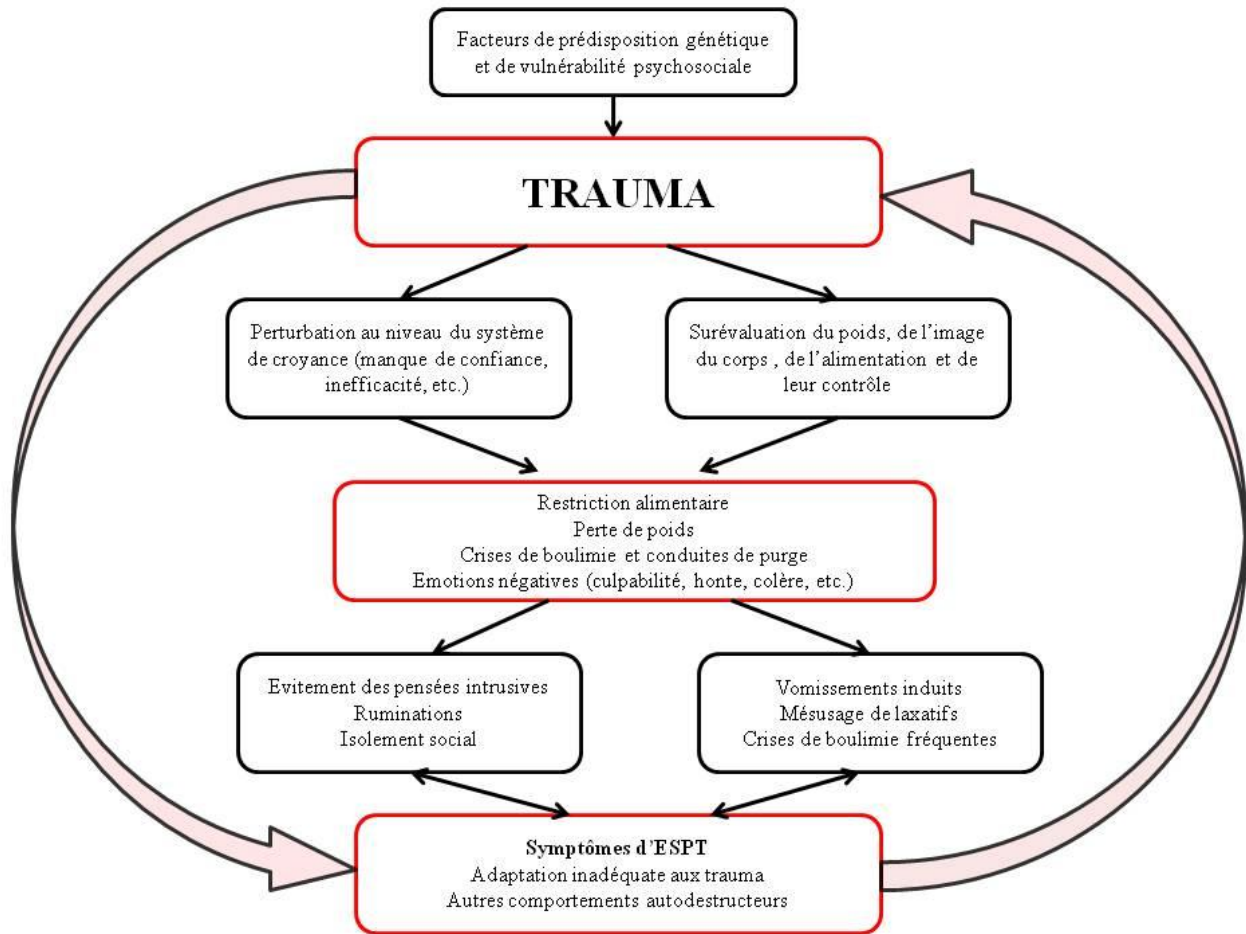 Facteurs de prédisposition génétique
et de vulnérabilité psychosociale
TRAUMA
Perturbation au niveau du système
de croyance (manque de confiance,
inefficacité, etc.)
Surévaluation du poids, de l'image
du corps , de l'alimentation et de
leur contrôle
Restriction alimentaire
Perte de poids
Crises de boulimie et conduites de purge
Emotions négatives (culpabilité, honte, colère, etc.)
Evitement des pensées intrusives
Ruminations
Isolement social
Vomissements induits
Mésusage de laxatifs
Crises de boulimie fréquentes
Symptômes d'ESPT
Adaptation inadéquate aux trauma
Autres comportements autodestructeurs